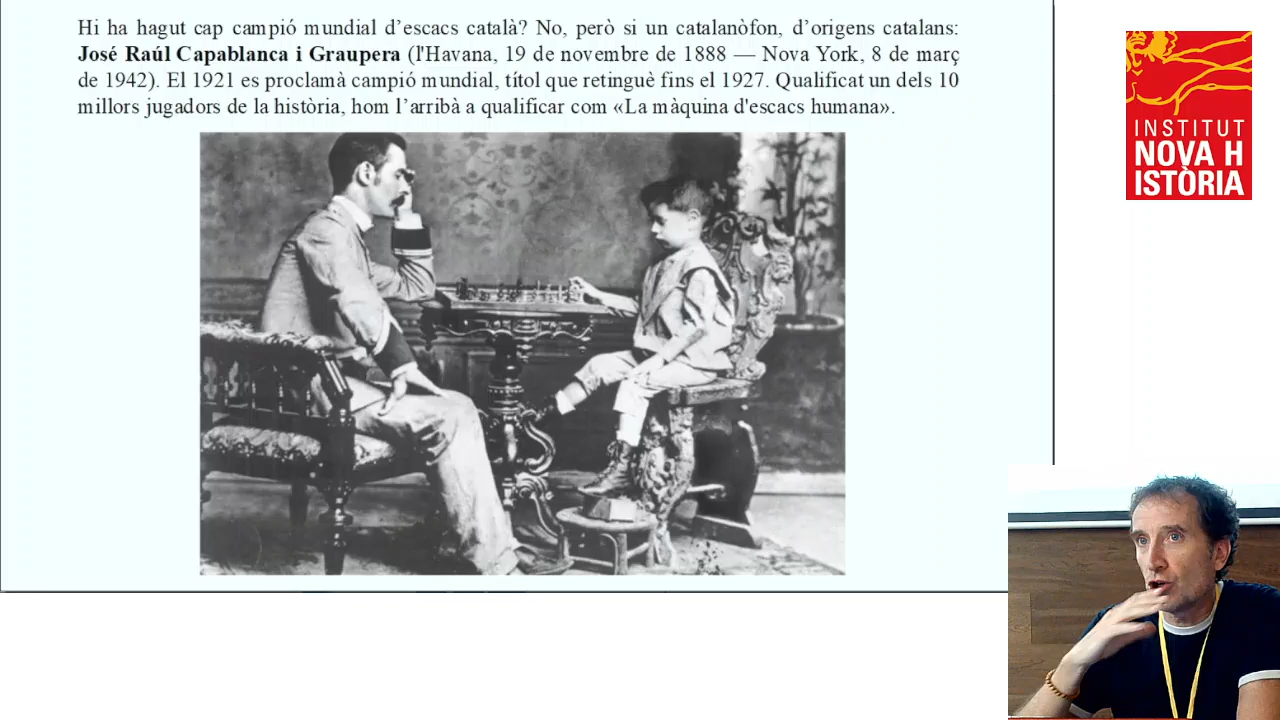 Hi ha hagut cap campió mundial d’escacs català? No, però si un catalanòfon, d’orígens catalans:
José Raúl Capablanca i Graupera (l'Havana, 19 de novembre de 1888 — Nova York, 8 de març
de 1942). El 1921 es proclamà campió mundial, títol que retinguè fins el 1927. Qualificat un dels 10
millors jugadors de la història, hom l’arribà a qualificar com «La màquina d'escacs humana».
INSTITUT
NOVA H
ISTÒRIA